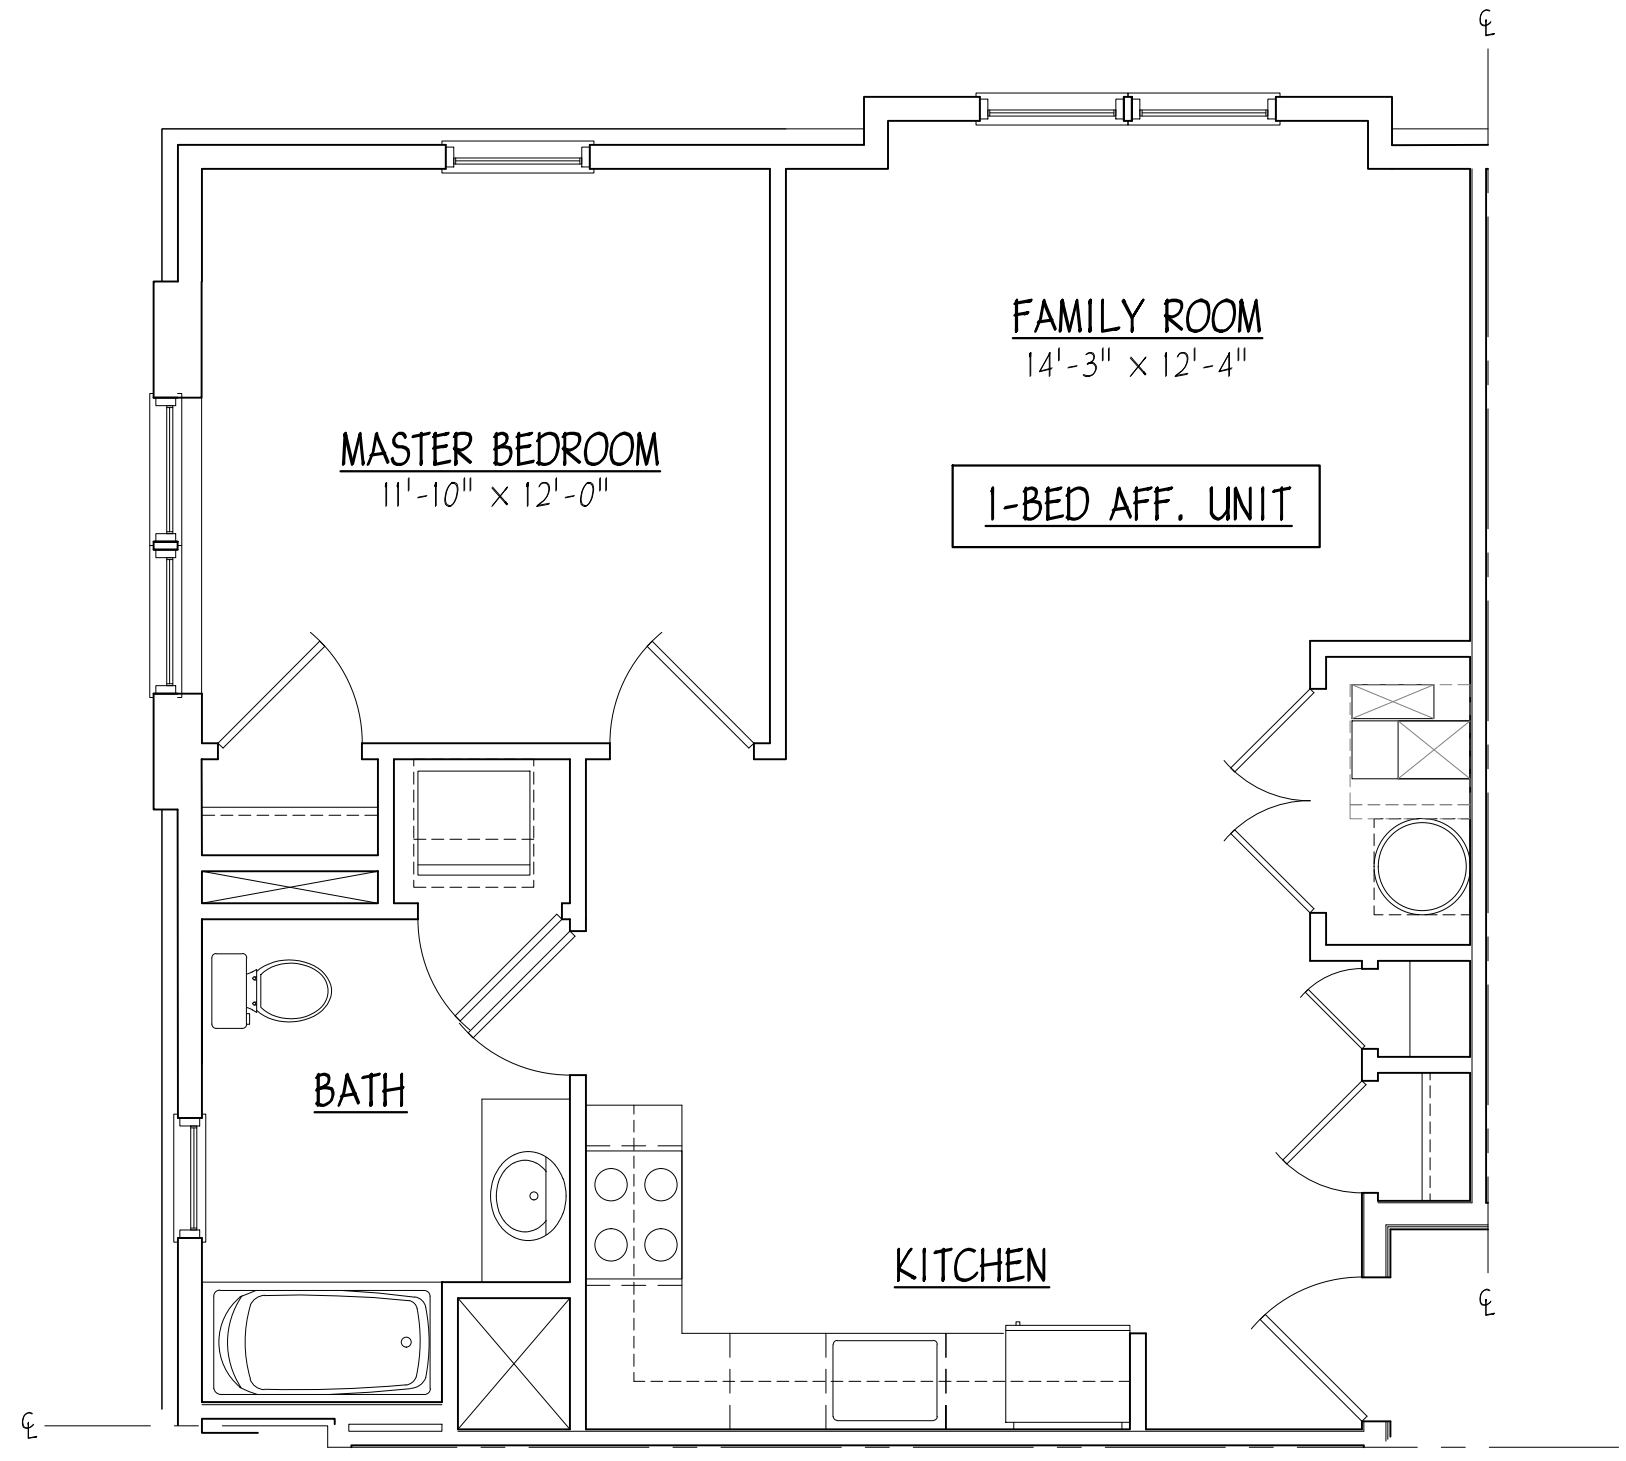 ℄
FAMILY ROOM
14'-3" x 12'-4"
MASTER BEDROOM
11'-10" x 12'-0"
1-BED AFF. UNIT
BATH
KITCHEN
℄
℄